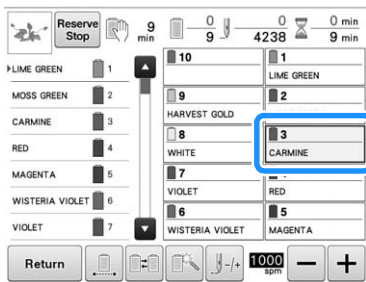 Reserve Stop
9 min
0
9
0
4238
0 min
9 min
LIME GREEN 1
MOSS GREEN 2
CARMINE 3
RED 4
MAGENTA 5
WISTERIA VIOLET 6
VIOLET 7
10
1
LIME GREEN
9
HARVEST GOLD
2
8
WHITE
3
CARMINE
7
VIOLET
RED
6
WISTERIA VIOLET
5
MAGENTA
Return
-/+
1000 spm
− +